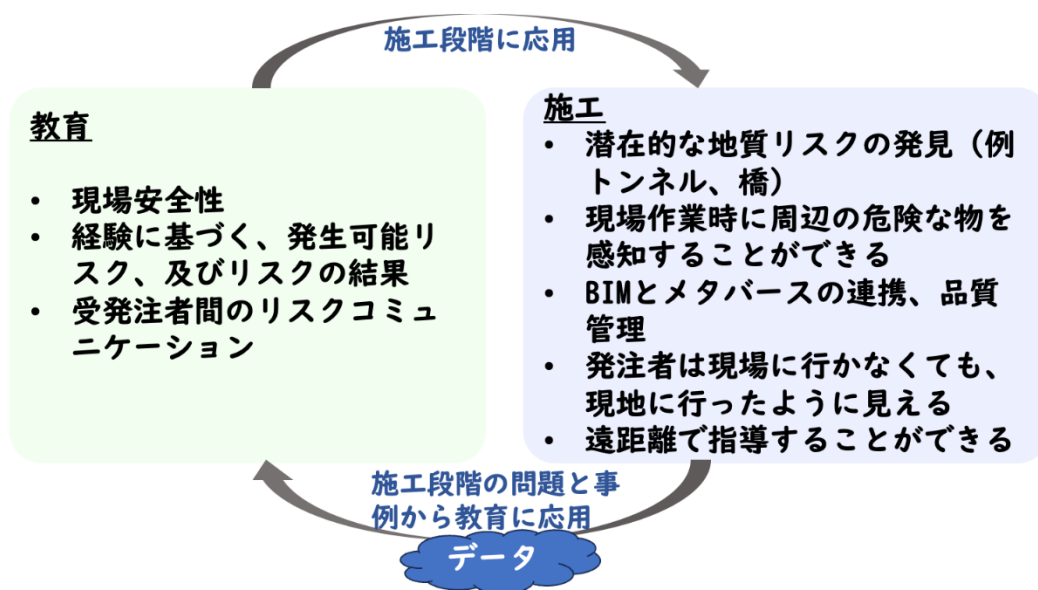 施工段階に応用
教育
• 現場安全性
• 経験に基づく、発生可能リ
スク、及びリスクの結果
• 受発注者間のリスクコミュ
ニケーション
施工
• 潜在的な地質リスクの発見（例
トンネル、橋）
• 現場作業時に周辺の危険な物を
感知することができる
• BIMとメタバースの連携、品質
管理
• 発注者は現場に行かなくても、
現地に行ったように見える
• 遠距離で指導することができる
施工段階の問題と事
例から教育に応用
データ